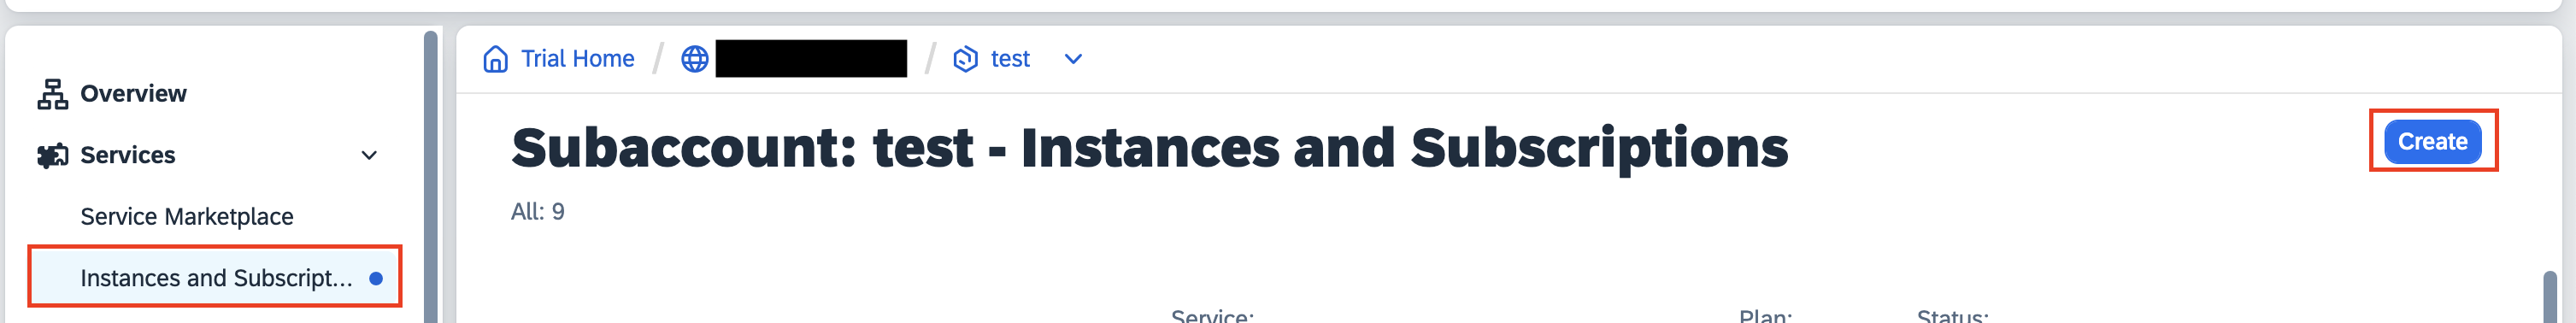 Overview
Services
Service Marketplace
Instances and Subscript...
Trial Home / / test
Subaccount: test - Instances and Subscriptions
Create
All: 9
Service: Plan: Status: